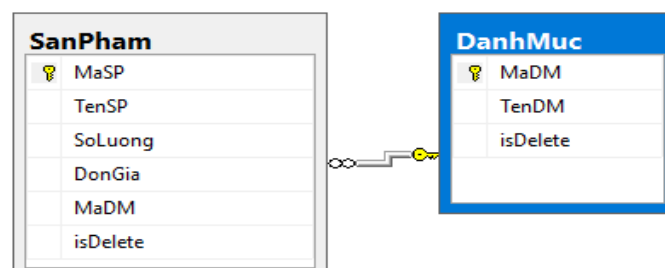 SanPham
MaSP
TenSP
SoLuong
DonGia
MaDM
isDelete
DanhMuc
MaDM
TenDM
isDelete